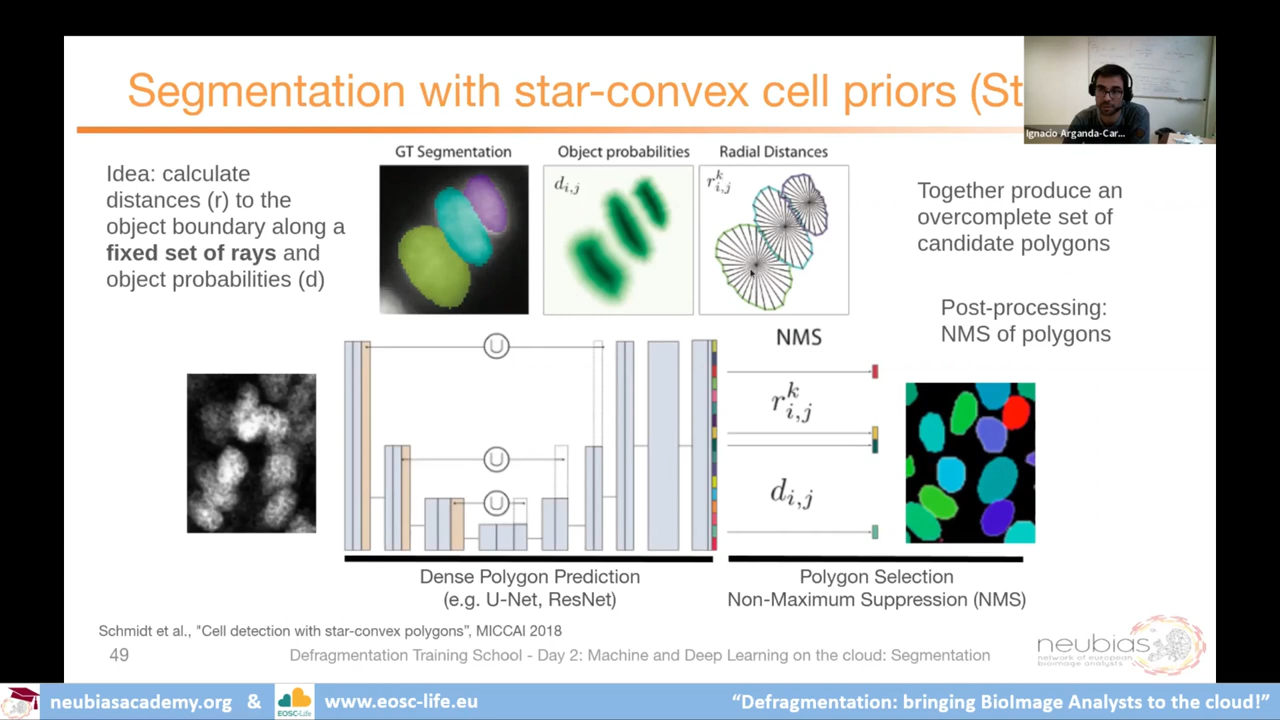 Segmentation with star-convex cell priors (St
Ignacio Arganda-Car...
Idea: calculate
distances (r) to the
object boundary along a
fixed set of rays and
object probabilities (d)
GT Segmentation
Object probabilities
d_{i,j}
Radial Distances
r^k_{i,j}
Together produce an
overcomplete set of
candidate polygons
Post-processing:
NMS of polygons
U
U
U
NMS
r^k_{i,j}
d_{i,j}
Dense Polygon Prediction
(e.g. U-Net, ResNet)
Polygon Selection
Non-Maximum Suppression (NMS)
Schmidt et al., "Cell detection with star-convex polygons”, MICCAI 2018
49
Defragmentation Training School - Day 2: Machine and Deep Learning on the cloud: Segmentation
neubias
network of european
bioimage analysts
neubiasacademy.org & EOSC-Life www.eosc-life.eu
“Defragmentation: bringing BioImage Analysts to the cloud!”